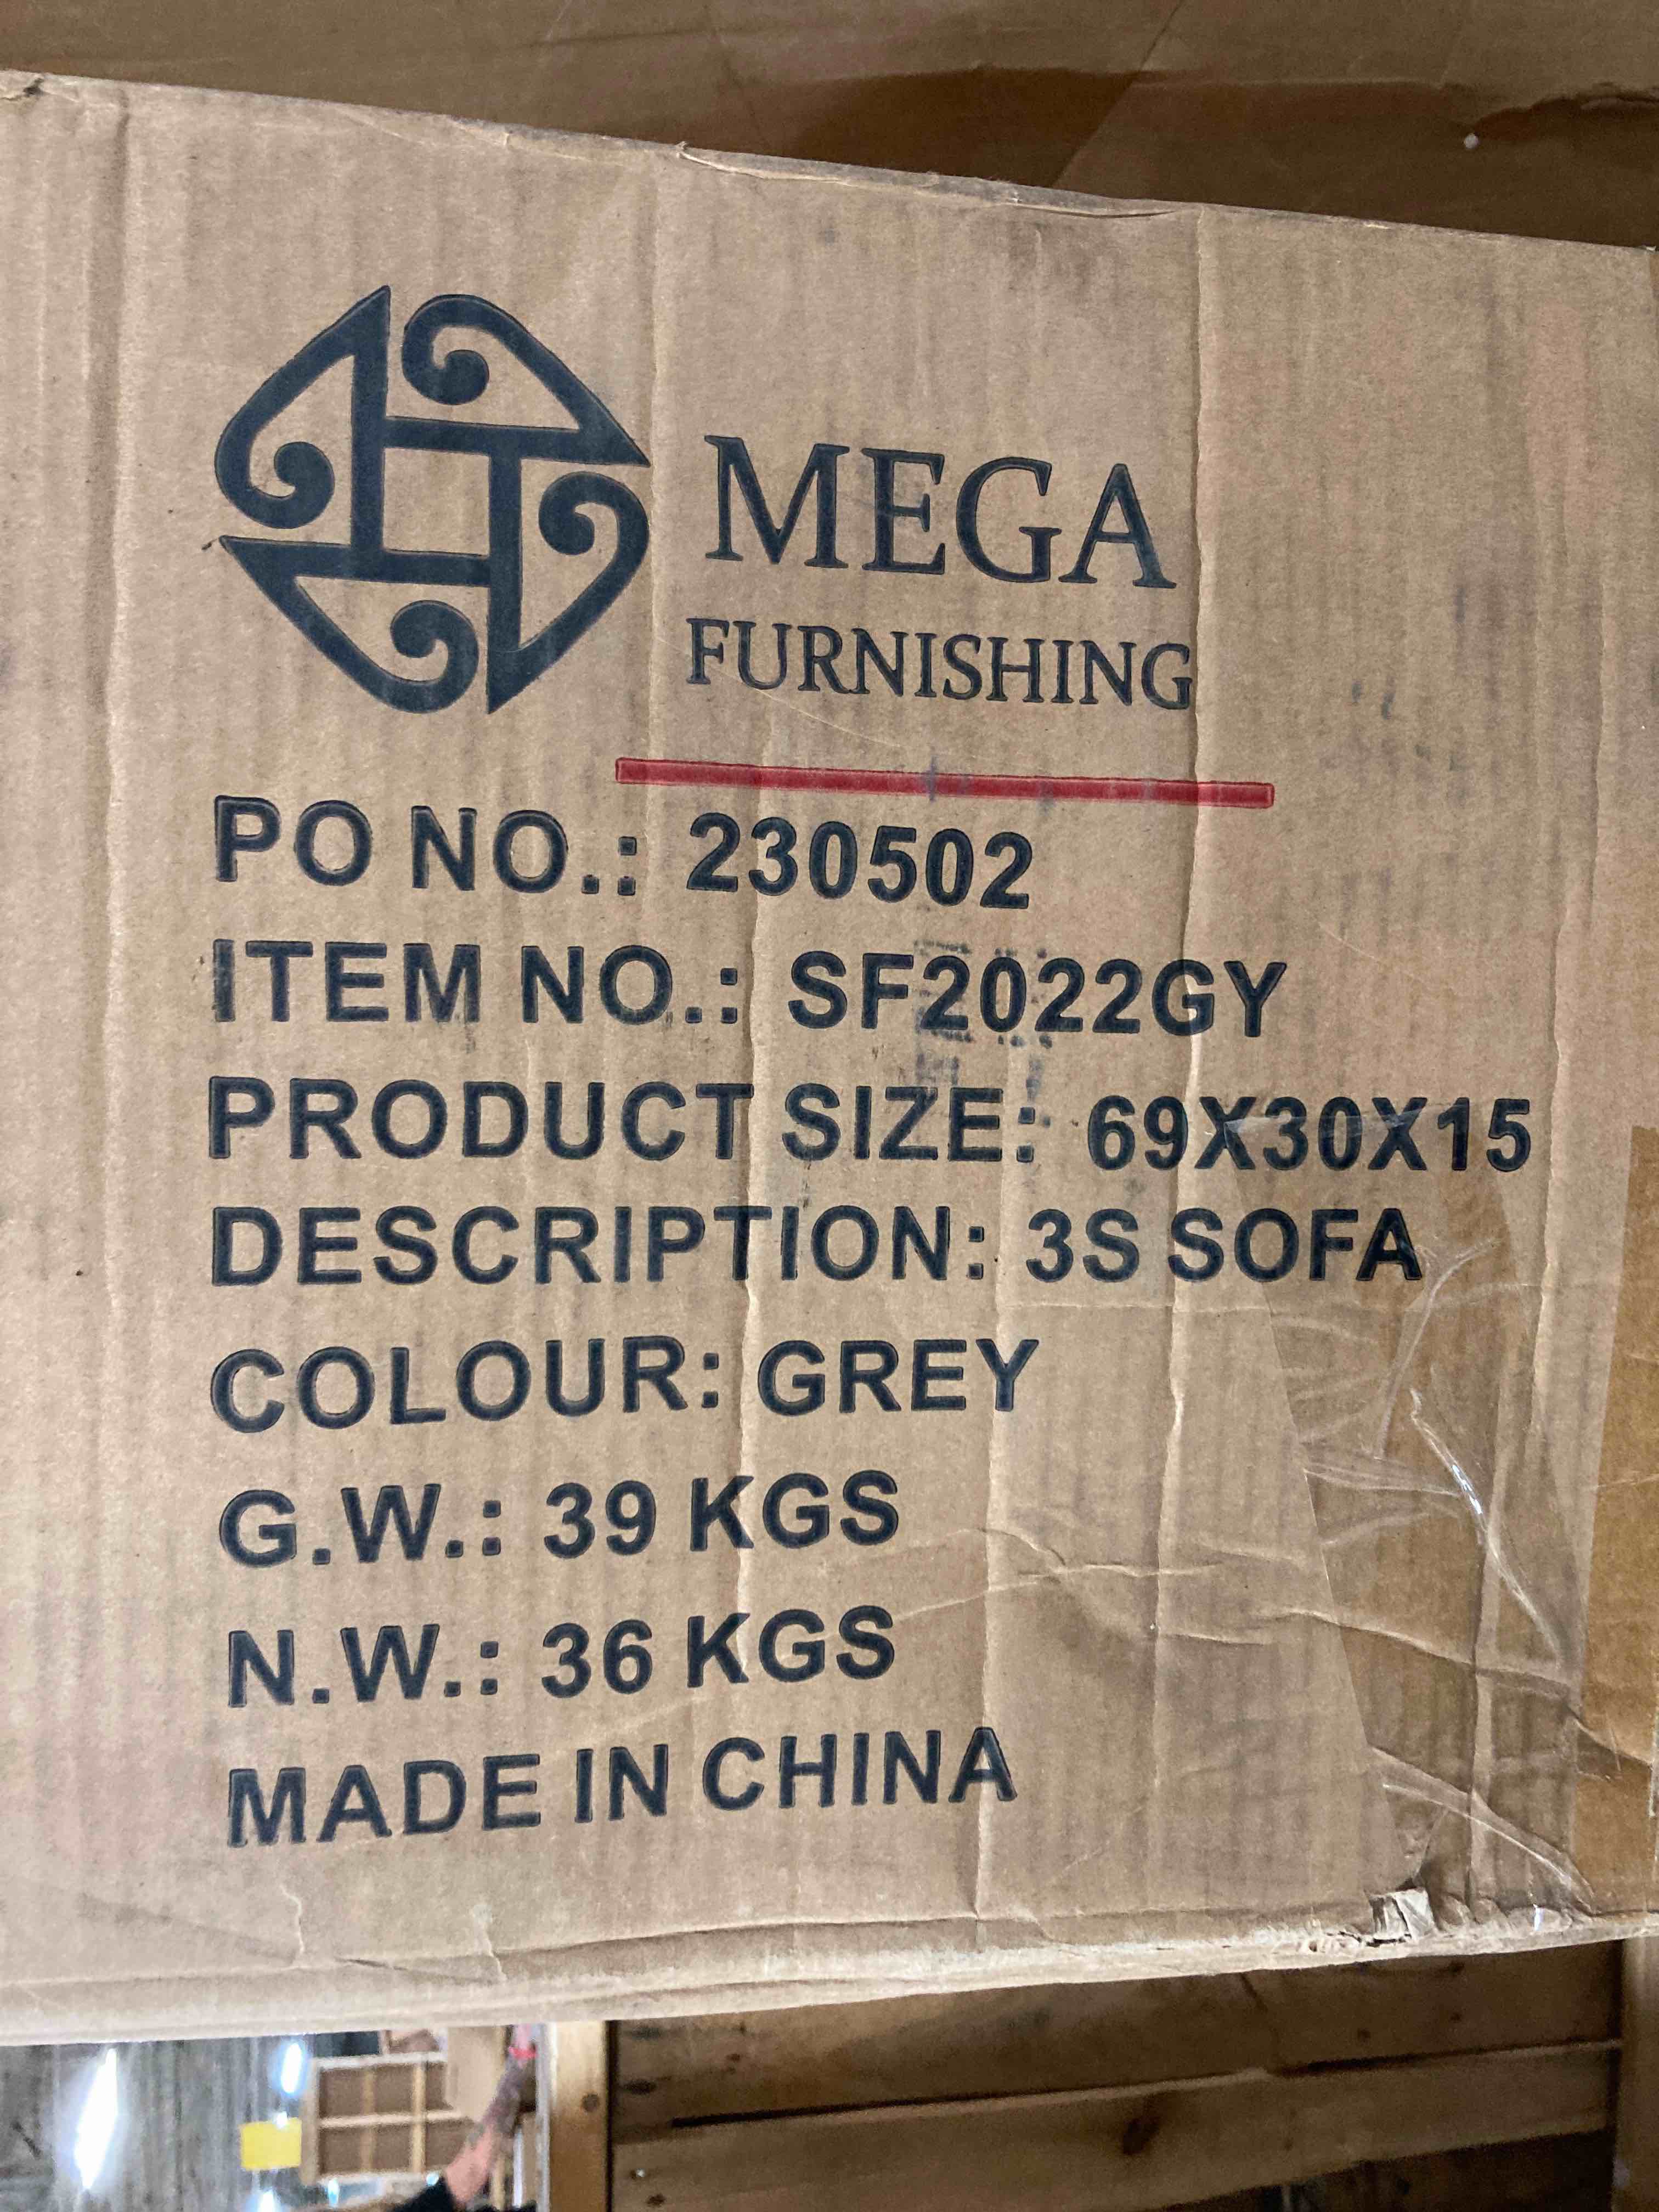 MEGA
FURNISHING
PO NO.: 230502
ITEM NO.: SF2022GY
PRODUCT SIZE: 69X30X15
DESCRIPTION: 3S SOFA
COLOUR: GREY
G.W.: 39 KGS
N.W.: 36 KGS
MADE IN CHINA